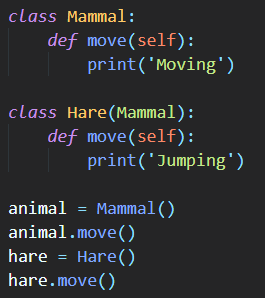 class Mammal:
    def move(self):
        print('Moving')

class Hare(Mammal):
    def move(self):
        print('Jumping')

animal = Mammal()
animal.move()
hare = Hare()
hare.move()